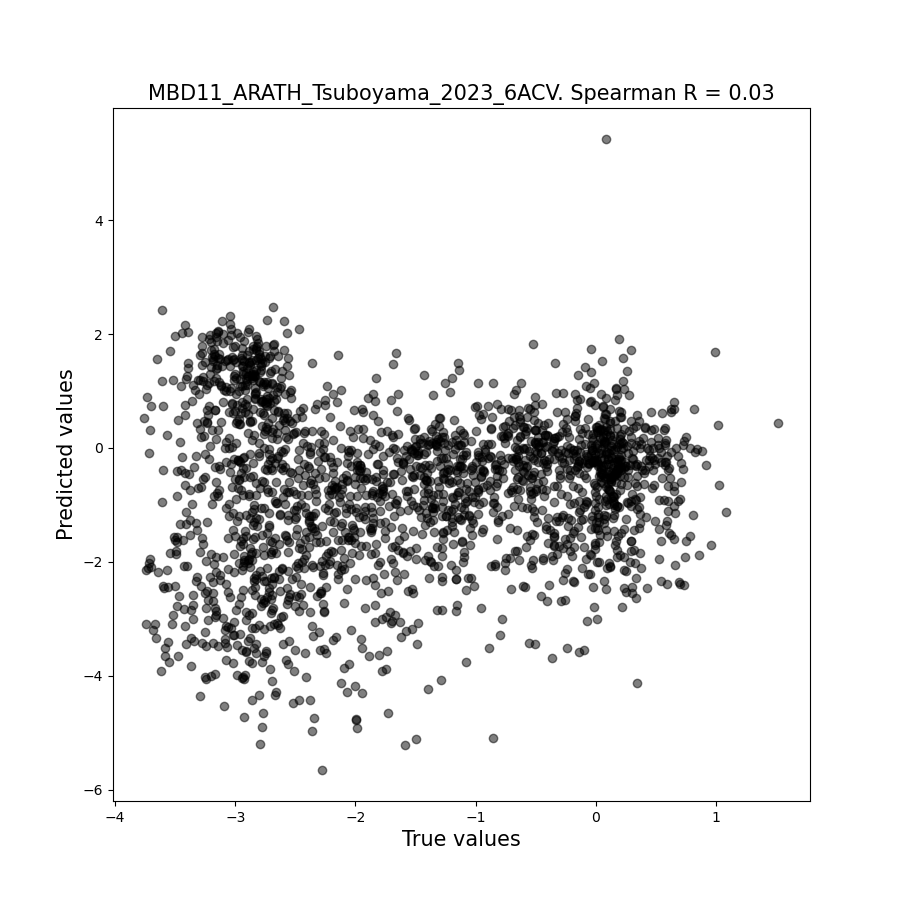 MBD11_ARATH_Tsuboyama_2023_6ACV. Spearman R = 0.03
Predicted values
4
2
0
−2
−4
−6
−4 −3 −2 −1 0 1
True values